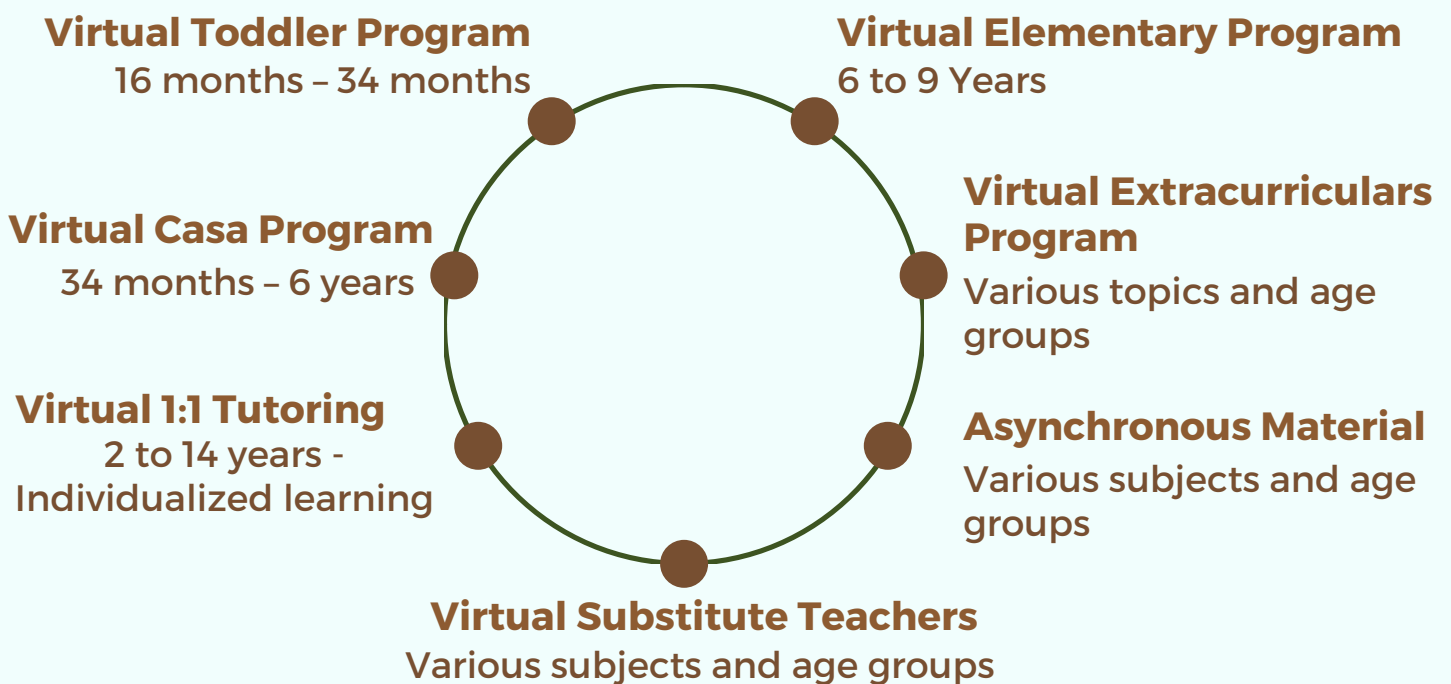 Virtual Toddler Program
16 months – 34 months
Virtual Elementary Program
6 to 9 Years
Virtual Casa Program
34 months – 6 years
Virtual Extracurriculars
Program
Various topics and age
groups
Virtual 1:1 Tutoring
2 to 14 years -
Individualized learning
Asynchronous Material
Various subjects and age
groups
Virtual Substitute Teachers
Various subjects and age groups